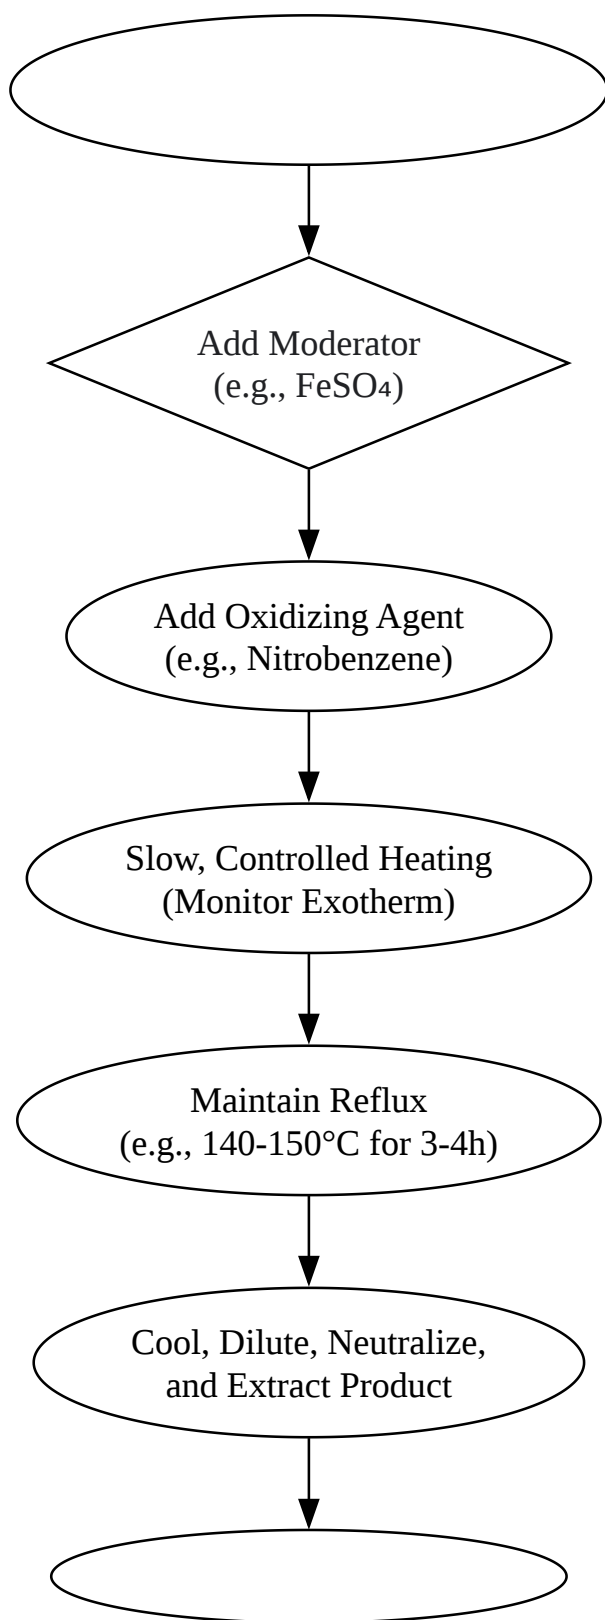 Add Moderator
(e.g., FeSO₄)
Add Oxidizing Agent
(e.g., Nitrobenzene)
Slow, Controlled Heating
(Monitor Exotherm)
Maintain Reflux
(e.g., 140-150°C for 3-4h)
Cool, Dilute, Neutralize,
and Extract Product